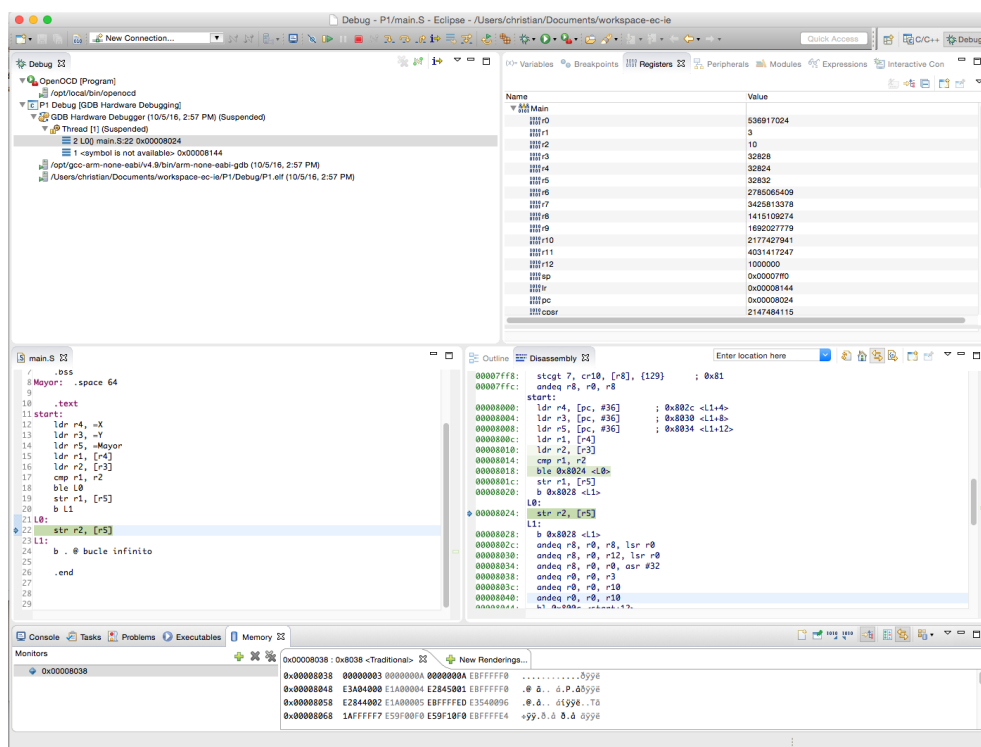 Debug - P1/main.S - Eclipse - /Users/christian/Documents/workspace-ec-ie
New Connection...
Quick Access
C/C++
Debug
Debug
OpenOCD [Program]
/opt/local/bin/openocd
P1 Debug [GDB Hardware Debugging]
GDB Hardware Debugger (10/5/16, 2:57 PM) (Suspended)
Thread [1] (Suspended)
2 L0() main.S:22 0x00008024
1 <symbol is not available> 0x00008144
/opt/gcc-arm-none-eabi/v4.9/bin/arm-none-eabi-gdb (10/5/16, 2:57 PM)
/Users/christian/Documents/workspace-ec-ie/P1/Debug/P1.elf (10/5/16, 2:57 PM)
Variables Breakpoints Registers Peripherals Modules Expressions Interactive Con
Name Value
Main
r0 536917024
r1 3
r2 10
r3 32828
r4 32824
r5 32832
r6 2785065409
r7 3425813378
r8 1415109274
r9 1692027779
r10 2177427941
r11 4031417247
r12 1000000
sp 0x00007ff0
lr 0x00008144
pc 0x00008024
cpsr 2147484115
main.S
7 .bss
8 Mayor: .space 64
9
10 .text
11 start:
12 ldr r4, =X
13 ldr r3, =Y
14 ldr r5, =Mayor
15 ldr r1, [r4]
16 ldr r2, [r3]
17 cmp r1, r2
18 ble L0
19 str r1, [r5]
20 b L1
21 L0:
22 str r2, [r5]
23 L1:
24 b . @ bucle infinito
25
26 .end
27
28
29
Outline Disassembly
Enter location here
00007ff8: stcgt 7, cr10, [r8], {129} ; 0x81
00007ffc: andeq r8, r0, r8
start:
00008000: ldr r4, [pc, #36] ; 0x802c <L1+4>
00008004: ldr r3, [pc, #36] ; 0x8030 <L1+8>
00008008: ldr r5, [pc, #36] ; 0x8034 <L1+12>
0000800c: ldr r1, [r4]
00008010: ldr r2, [r3]
00008014: cmp r1, r2
00008018: ble 0x8024 <L0>
0000801c: str r1, [r5]
00008020: b 0x8028 <L1>
L0:
00008024: str r2, [r5]
L1:
00008028: b 0x8028 <L1>
0000802c: andeq r8, r0, r8, lsr r0
00008030: andeq r8, r0, r12, lsr r0
00008034: andeq r8, r0, r0, asr #32
00008038: andeq r0, r0, r3
0000803c: andeq r0, r0, r10
00008040: andeq r0, r0, r10
Console Tasks Problems Executables Memory
Monitors
0x00008038
0x00008038 : 0x8038 <Traditional> New Renderings...
0x00008038 00000003 0000000A 0000000A EBFFFFF0 ............ðÿÿë
0x00008048 E3A04000 E1A00004 E2845001 EBFFFFF0 .@ ã.. á.P.âðÿÿë
0x00008058 E2844002 E1A00005 EBFFFFED E3540096 .@.â.. áíÿÿë..Tã
0x00008068 1AFFFFF7 E59F00F0 E59F10F0 EBFFFFE4 ÷ÿÿ.ð.å ð.å äÿÿë